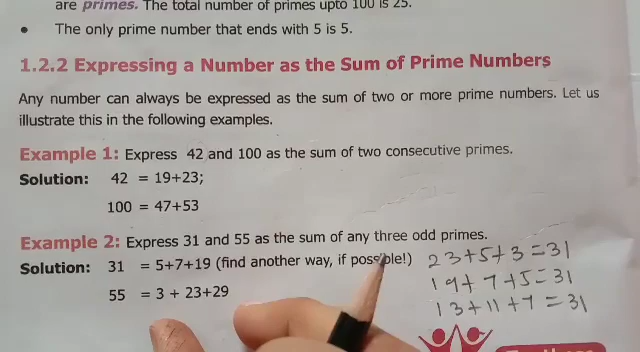 are primes. The total number of primes upto 100 is 25.
• The only prime number that ends with 5 is 5.
1.2.2 Expressing a Number as the Sum of Prime Numbers
Any number can always be expressed as the sum of two or more prime numbers. Let us
illustrate this in the following examples.
Example 1: Express 42 and 100 as the sum of two consecutive primes.
Solution: 42 = 19+23;
100 = 47+53
Example 2: Express 31 and 55 as the sum of any three odd primes.
Solution: 31 = 5+7+19 (find another way, if possible!)
55 = 3 + 23+29
23+5+3=31
19+7+5=31
13+11+7=31